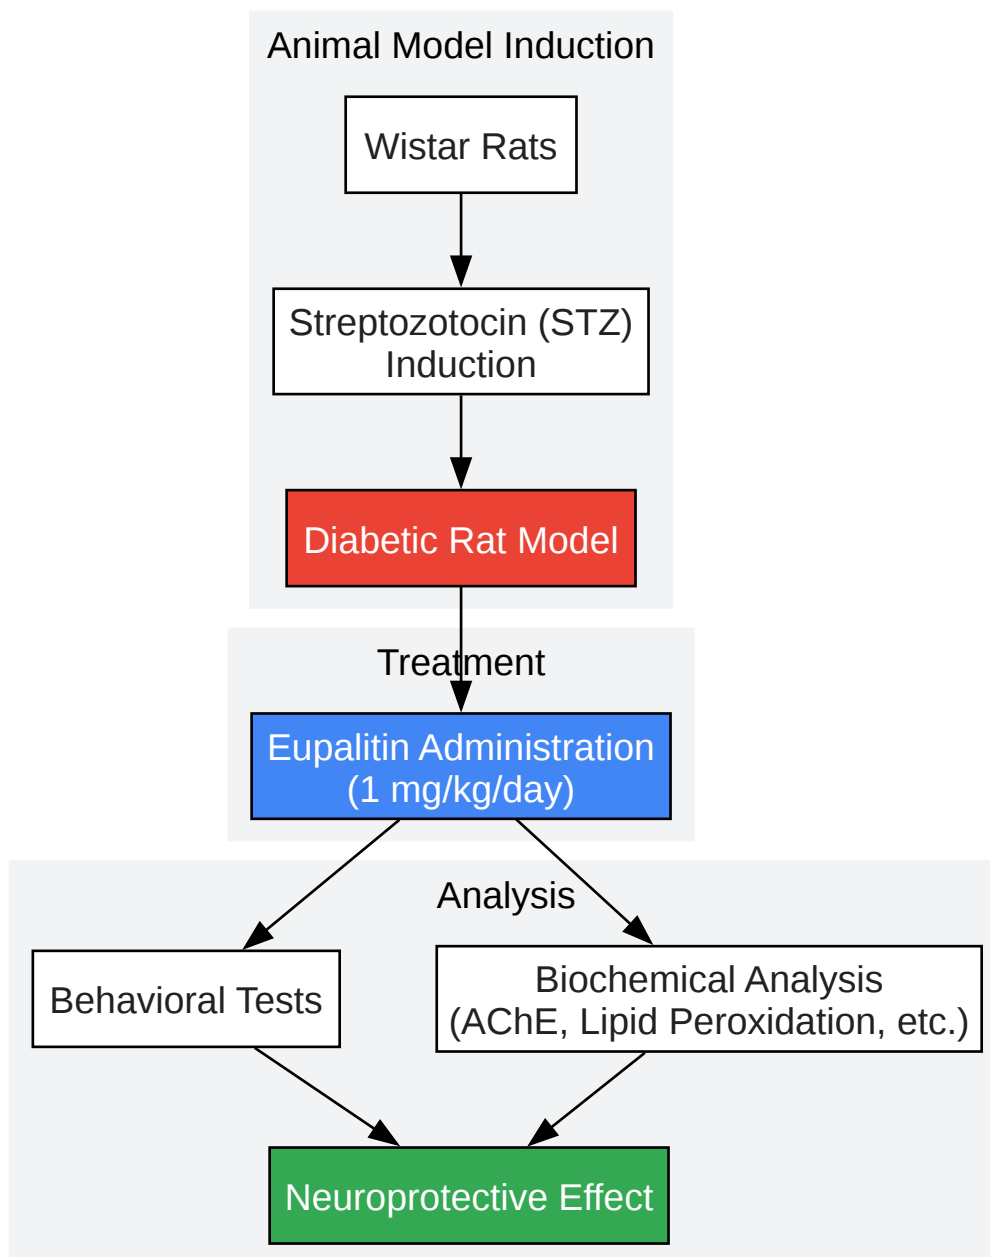 Animal Model Induction
Wistar Rats
Streptozotocin (STZ)
Induction
Diabetic Rat Model
Treatment
Eupalitin Administration
(1 mg/kg/day)
Analysis
Behavioral Tests
Biochemical Analysis
(AChE, Lipid Peroxidation, etc.)
Neuroprotective Effect